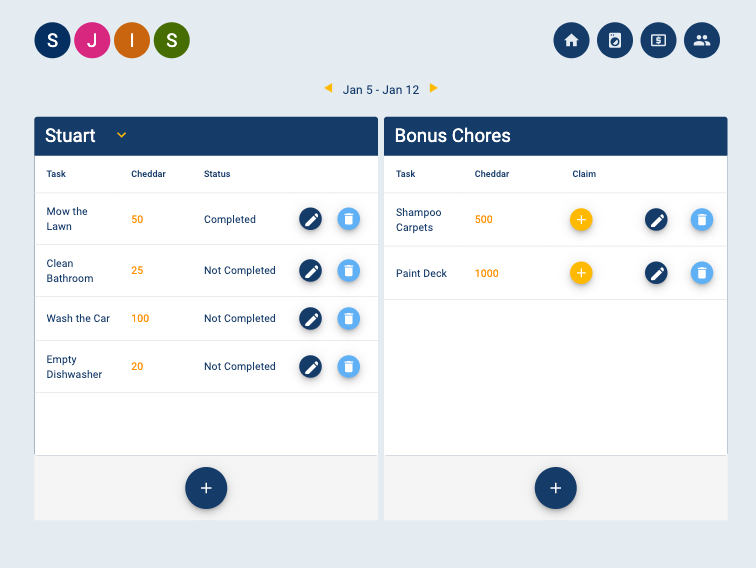 S J I S
Jan 5 - Jan 12
Stuart
Task Cheddar Status
Mow the
Lawn
50
Completed
Clean
Bathroom
25
Not Completed
Wash the Car 100 Not Completed
Empty
Dishwasher
20
Not Completed
+
Bonus Chores
Task Cheddar Claim
Shampoo
Carpets
500
+
Paint Deck 1000 +
+